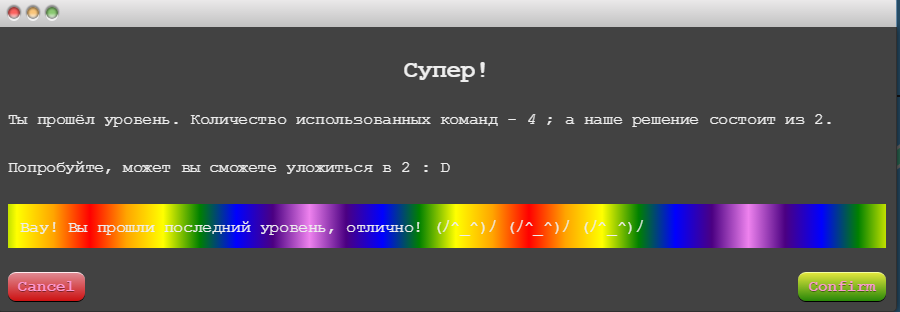 Супер!
Ты прошёл уровень. Количество использованных команд - 4 ; а наше решение состоит из 2.
Попробуйте, может вы сможете уложиться в 2 : D
Вау! Вы прошли последний уровень, отлично! (/^_^)/ (/^_^)/ (/^_^)/
Cancel
Confirm